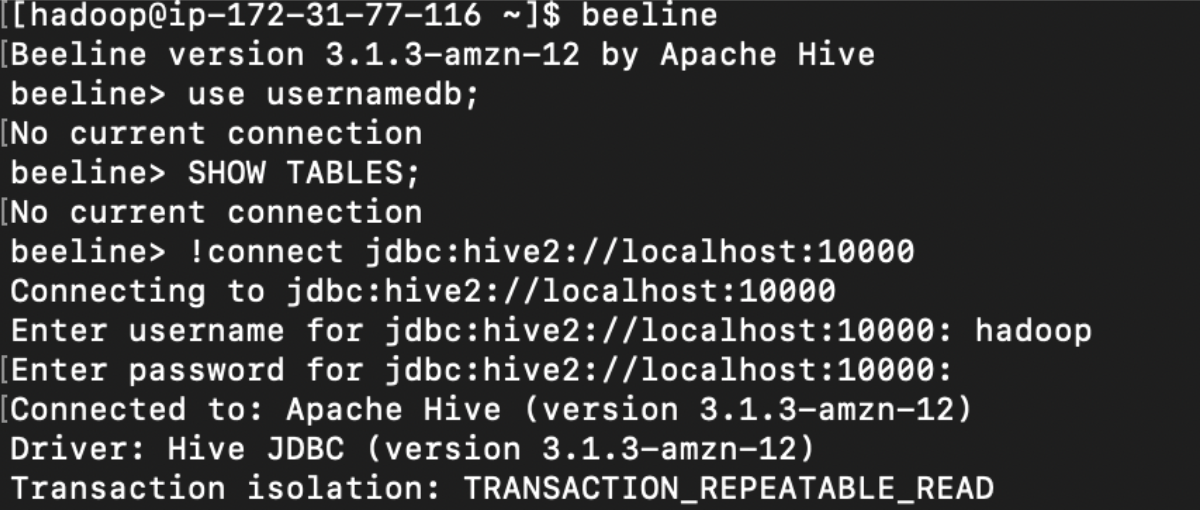 [[hadoop@ip-172-31-77-116 ~]$ beeline
[Beeline version 3.1.3-amzn-12 by Apache Hive
beeline> use usernamedb;
[No current connection
beeline> SHOW TABLES;
[No current connection
beeline> !connect jdbc:hive2://localhost:10000
Connecting to jdbc:hive2://localhost:10000
Enter username for jdbc:hive2://localhost:10000: hadoop
[Enter password for jdbc:hive2://localhost:10000:
[Connected to: Apache Hive (version 3.1.3-amzn-12)
Driver: Hive JDBC (version 3.1.3-amzn-12)
Transaction isolation: TRANSACTION_REPEATABLE_READ